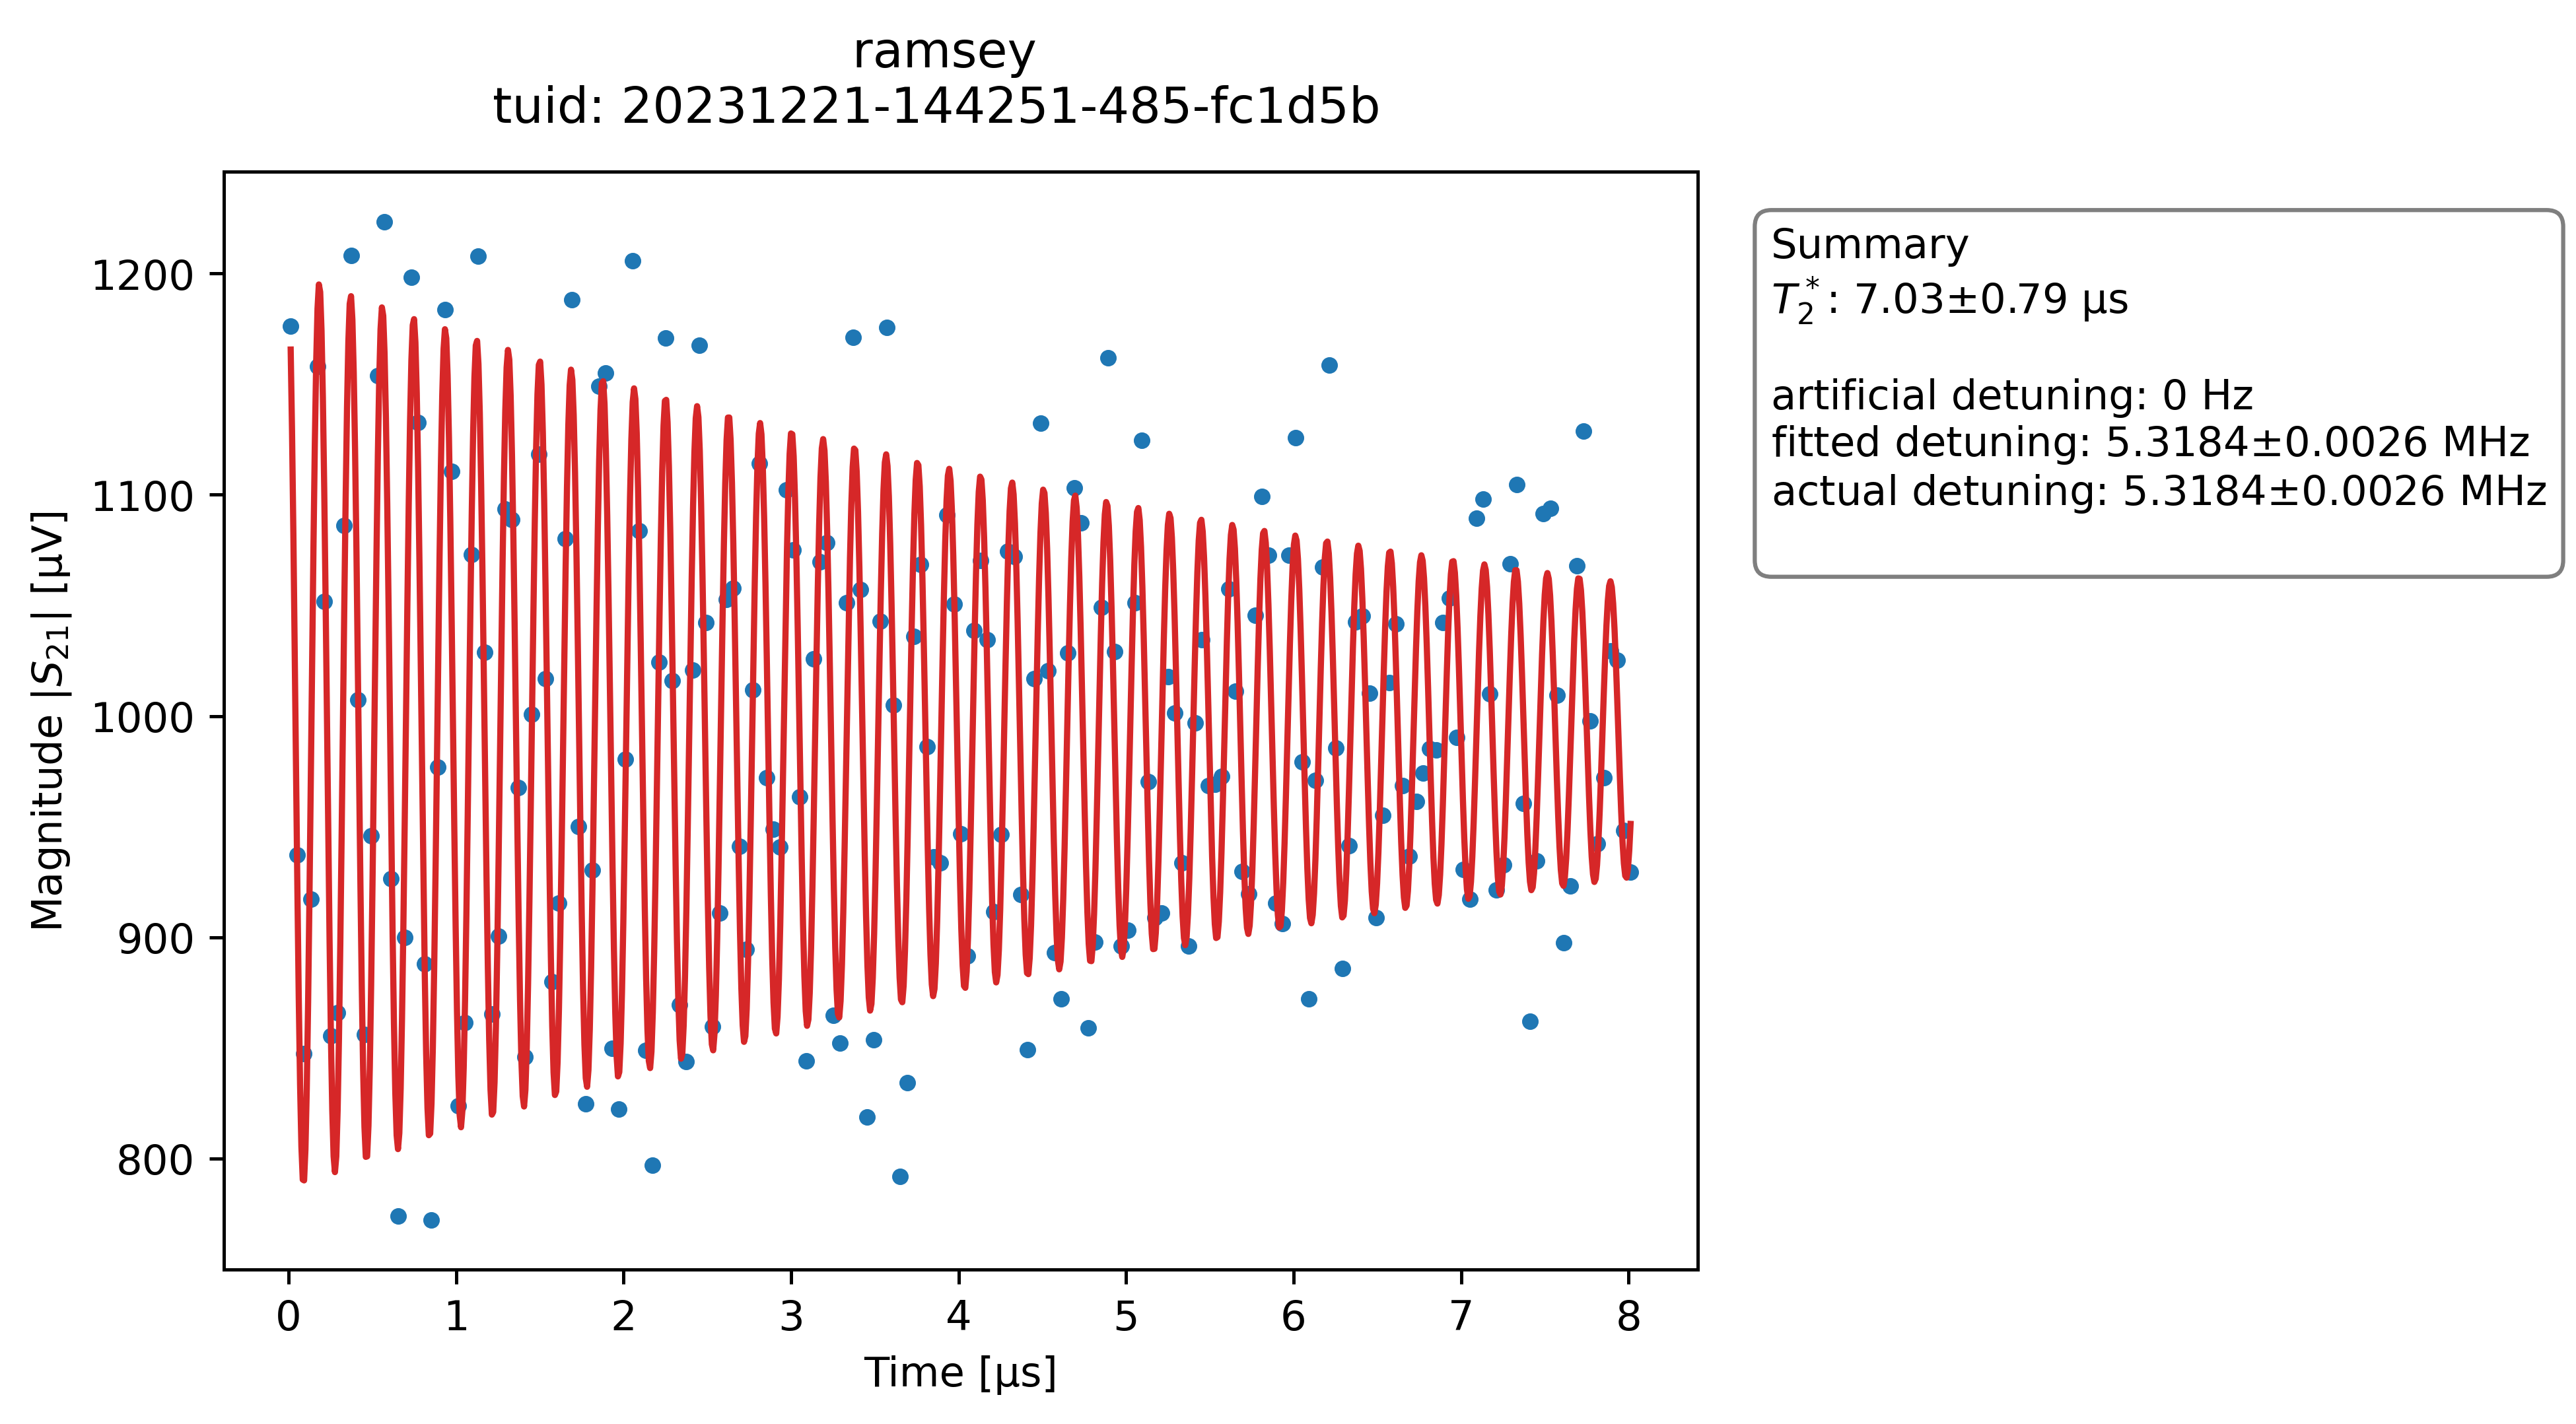 ramsey
tuid: 20231221-144251-485-fc1d5b
Magnitude |S21| [µV]
1200
1100
1000
900
800
0 1 2 3 4 5 6 7 8
Time [µs]
Summary
T2*: 7.03±0.79 µs
artificial detuning: 0 Hz
fitted detuning: 5.3184±0.0026 MHz
actual detuning: 5.3184±0.0026 MHz